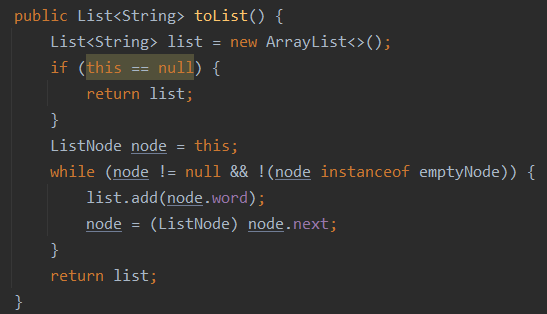 public List<String> toList() {
    List<String> list = new ArrayList<>();
    if (this == null) {
        return list;
    }
    ListNode node = this;
    while (node != null && !(node instanceof emptyNode)) {
        list.add(node.word);
        node = (ListNode) node.next;
    }
    return list;
}